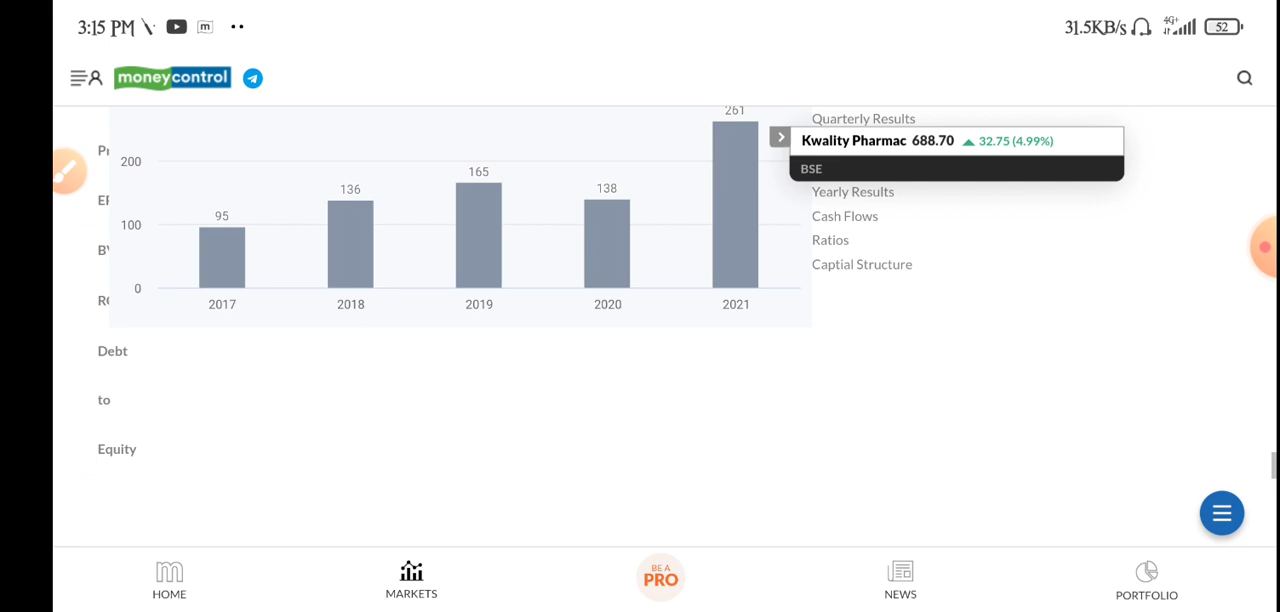 3:15 PM
m
31.5KB/s
4G+
52
moneycontrol
261
Quarterly Results
Kwality Pharmac 688.70 32.75 (4.99%)
BSE
Yearly Results
Cash Flows
Ratios
Captial Structure
200
100
0
95
136
165
138
2017
2018
2019
2020
2021
Debt
to
Equity
HOME
MARKETS
BE A
PRO
NEWS
PORTFOLIO